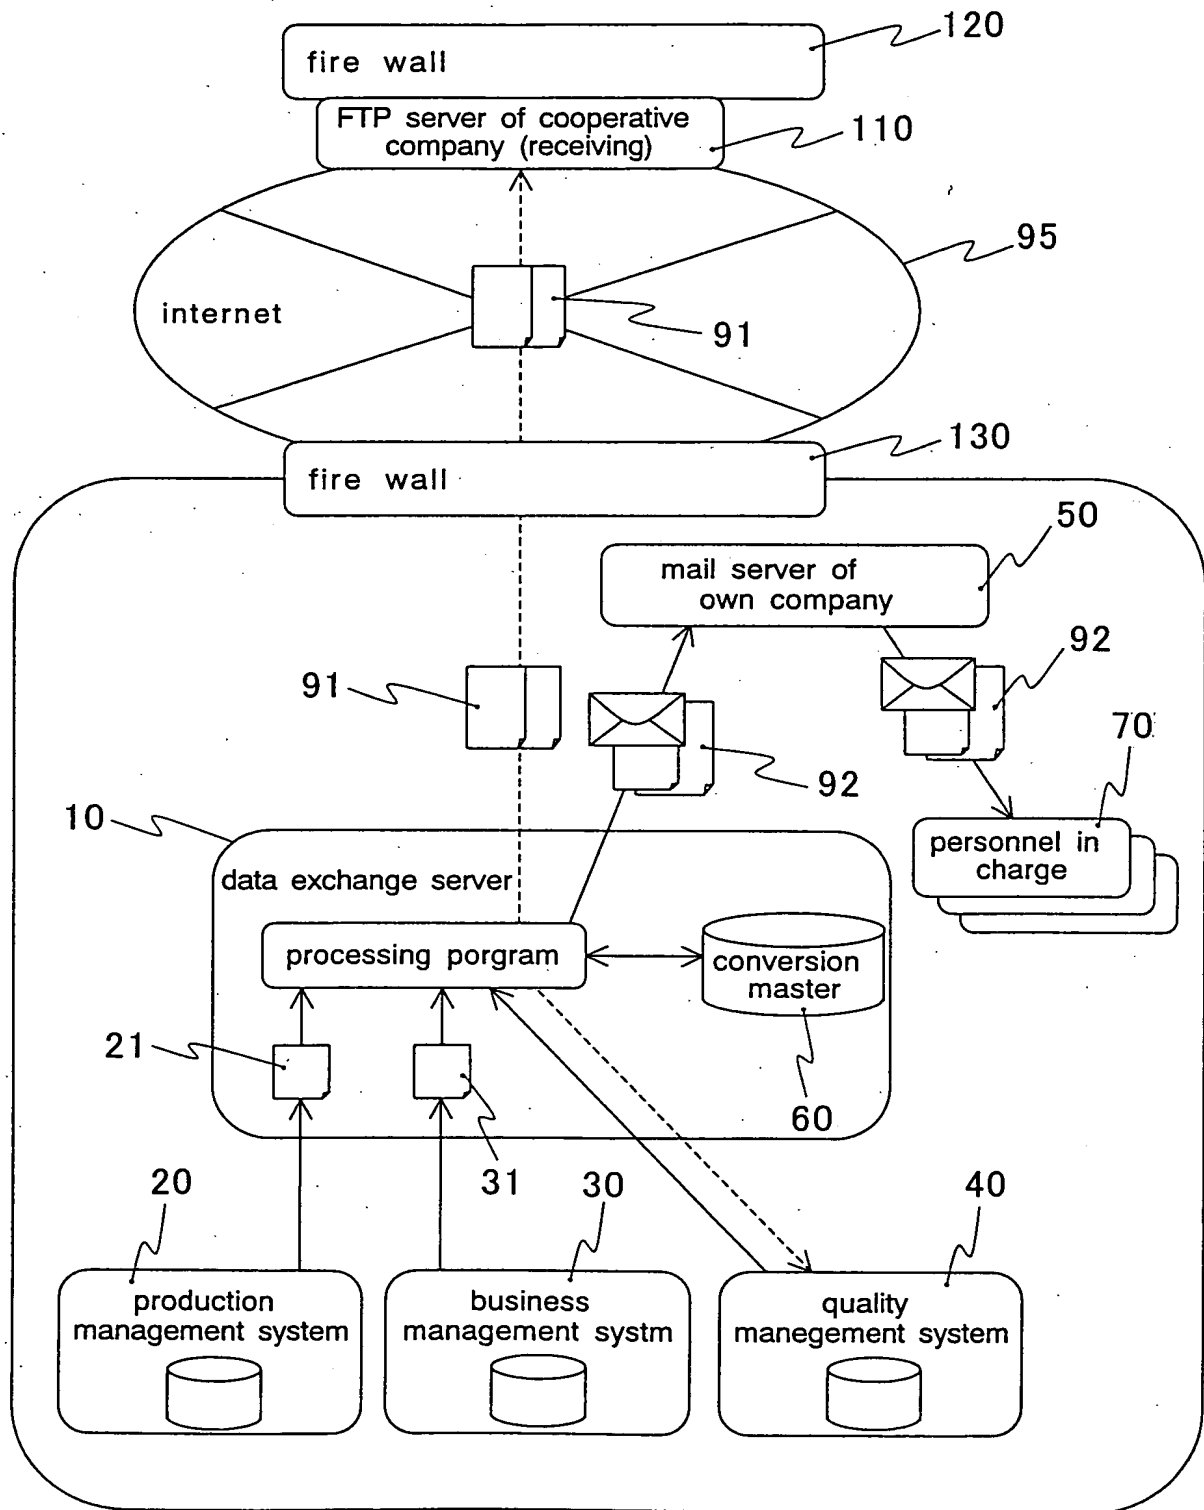 120
fire wall
FTP server of cooperative
company (receiving)
110
95
internet
91
130
fire wall
50
mail server of
own company
92
91
92
70
10
personnel in
charge
data exchange server
processing porgram
conversion
master
21
31
60
20
30
40
production
management system
business
management systm
quality
manegement system